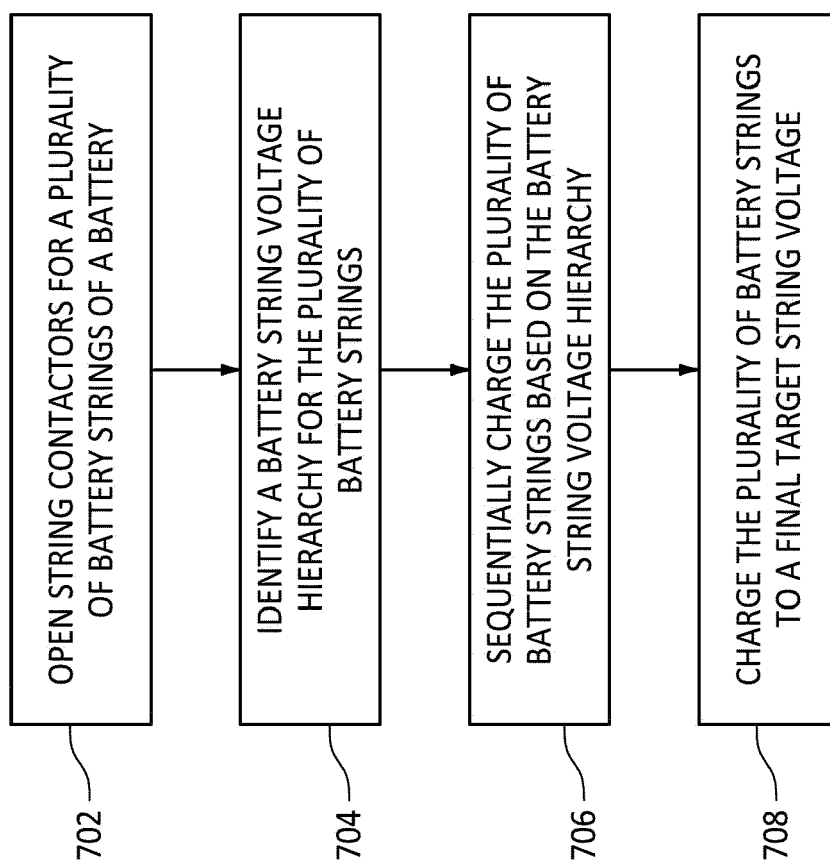 OPEN STRING CONTACTORS FOR A PLURALITY
OF BATTERY STRINGS OF A BATTERY
702
IDENTIFY A BATTERY STRING VOLTAGE
HIERARCHY FOR THE PLURALITY OF
BATTERY STRINGS
704
SEQUENTIALLY CHARGE THE PLURALITY OF
BATTERY STRINGS BASED ON THE BATTERY
STRING VOLTAGE HIERARCHY
706
CHARGE THE PLURALITY OF BATTERY STRINGS
TO A FINAL TARGET STRING VOLTAGE
708